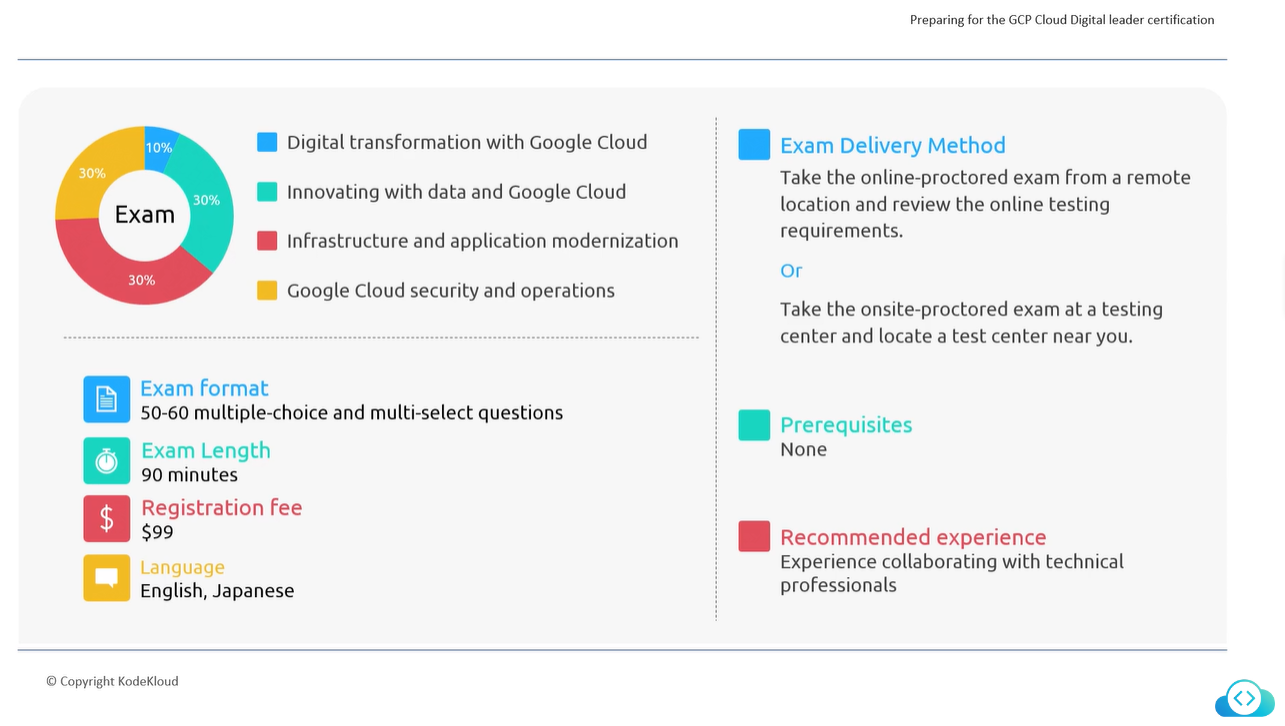 Preparing for the GCP Cloud Digital leader certification
10%
30%
30%
30%
Exam
Digital transformation with Google Cloud
Innovating with data and Google Cloud
Infrastructure and application modernization
Google Cloud security and operations
Exam format
50-60 multiple-choice and multi-select questions
Exam Length
90 minutes
$
Registration fee
$99
Language
English, Japanese
Exam Delivery Method
Take the online-proctored exam from a remote
location and review the online testing
requirements.
Or
Take the onsite-proctored exam at a testing
center and locate a test center near you.
Prerequisites
None
Recommended experience
Experience collaborating with technical
professionals
© Copyright KodeKloud